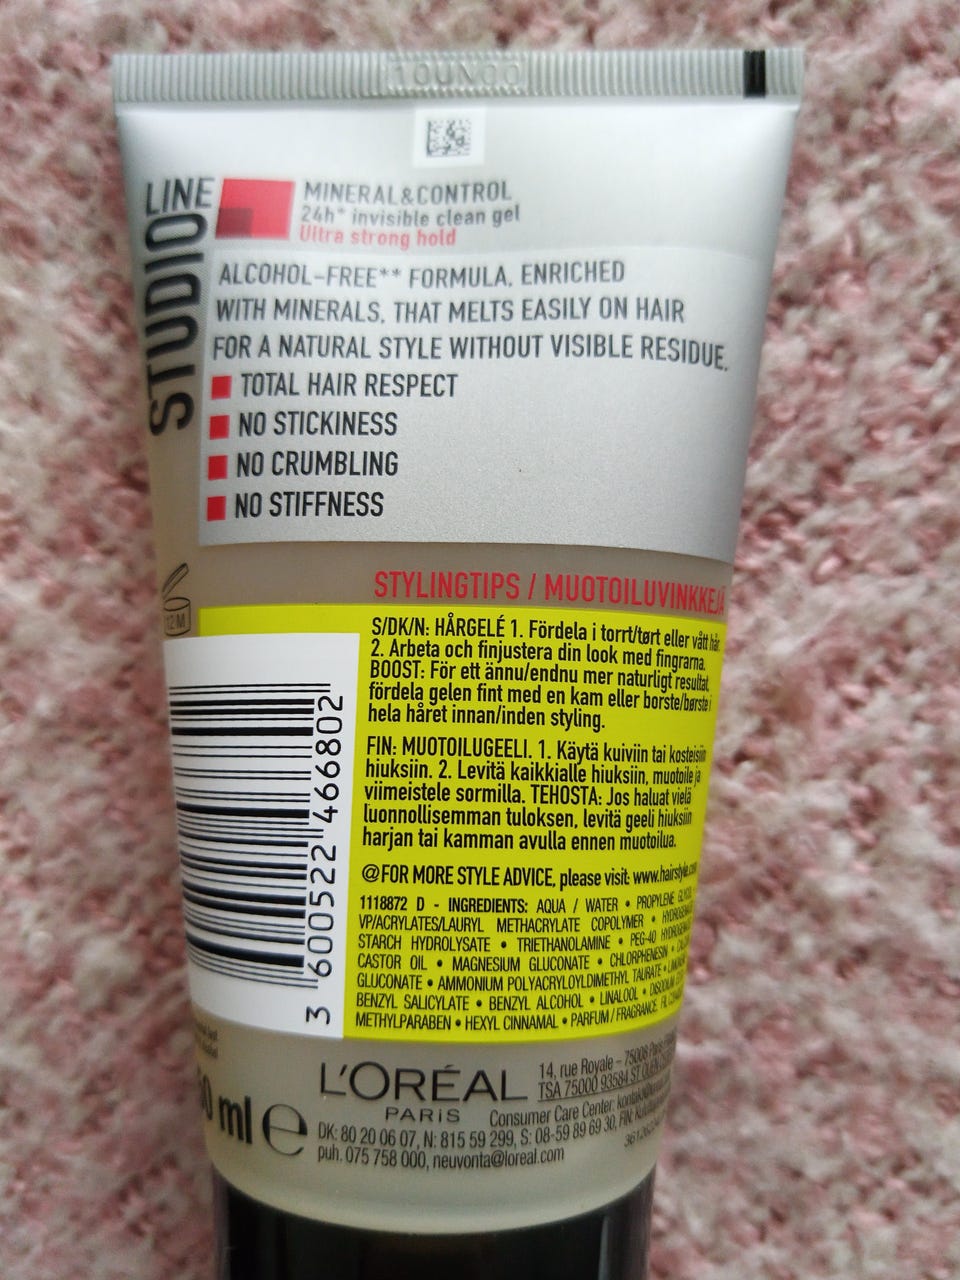 10UN00
STUDIO LINE
MINERAL&CONTROL
24h* invisible clean gel
Ultra strong hold
ALCOHOL-FREE** FORMULA, ENRICHED
WITH MINERALS, THAT MELTS EASILY ON HAIR
FOR A NATURAL STYLE WITHOUT VISIBLE RESIDUE.
TOTAL HAIR RESPECT
NO STICKINESS
NO CRUMBLING
NO STIFFNESS
12M
STYLINGTIPS / MUOTOILUVINKKEJÄ
S/DK/N: HÅRGELÉ 1. Fördela i torrt/tørt eller vått hår.
2. Arbeta och finjustera din look med fingrarna.
BOOST: För ett ännu/endnu mer naturligt resultat,
fördela gelen fint med en kam eller borste/børste i
hela håret innan/inden styling.
FIN: MUOTOILUGEELI. 1. Käytä kuiviin tai kosteisiin
hiuksiin. 2. Levitä kaikkialle hiuksiin, muotoile ja
viimeistele sormilla. TEHOSTA: Jos haluat vielä
luonnollisemman tuloksen, levitä geeli hiuksiin
harjan tai kamman avulla ennen muotoilua.
@FOR MORE STYLE ADVICE, please visit: www.hairstyle.com
1118872 D - INGREDIENTS: AQUA / WATER • PROPYLENE
VP/ACRYLATES/LAURYL METHACRYLATE COPOLYMER •
STARCH HYDROLYSATE • TRIETHANOLAMINE • PEG-40
CASTOR OIL • MAGNESIUM GLUCONATE • CHLORPHENESIN •
GLUCONATE • AMMONIUM POLYACRYLOYLDIMETHYL TAURATE •
BENZYL SALICYLATE • BENZYL ALCOHOL • LINALOOL • DISODIUM
METHYLPARABEN • HEXYL CINNAMAL • PARFUM / FRAGRANCE.
3 600522 466802
ml e
L'ORÉAL
PARIS
14, rue Royale - 75008 Paris
TSA 75000 93584 ST OUEN
Consumer Care Center:
DK: 80 20 06 07, N: 815 59 299, S: 08-59 89 69 30, FIN:
puh. 075 758 000, neuvonta@loreal.com